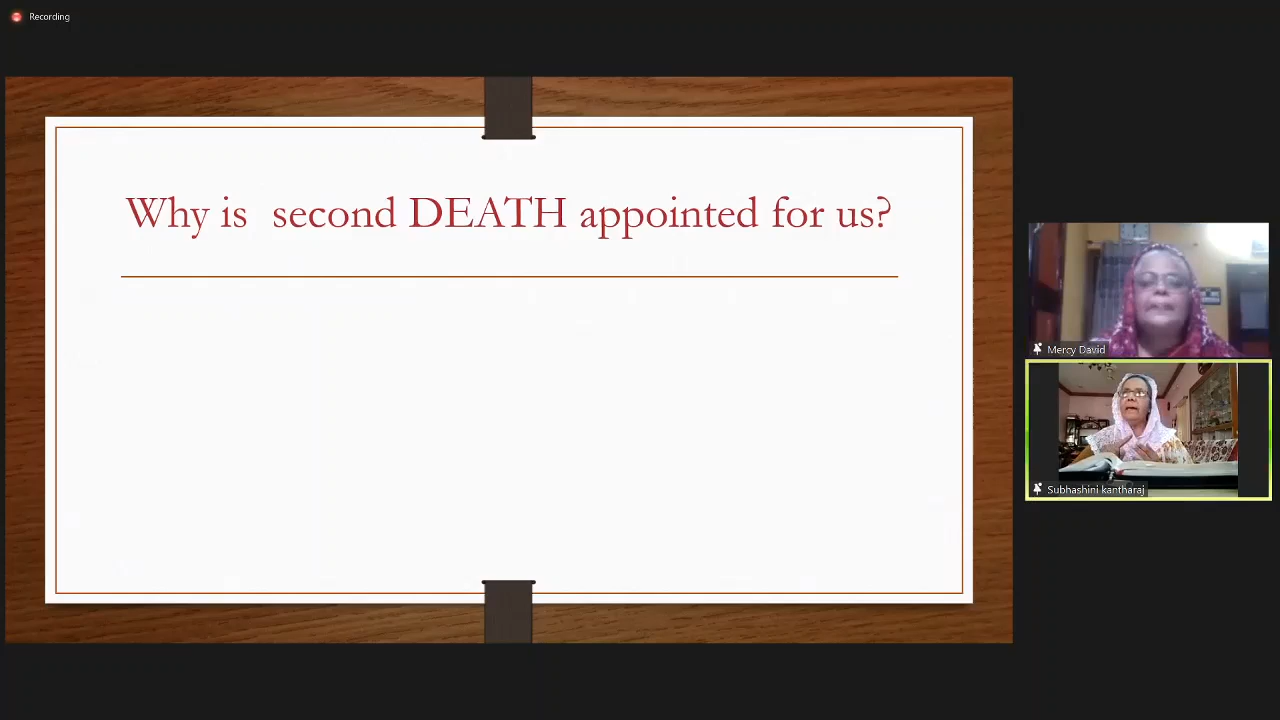 Recording
Why is  second DEATH appointed for us?
Mercy David
Subhashini kantharaj